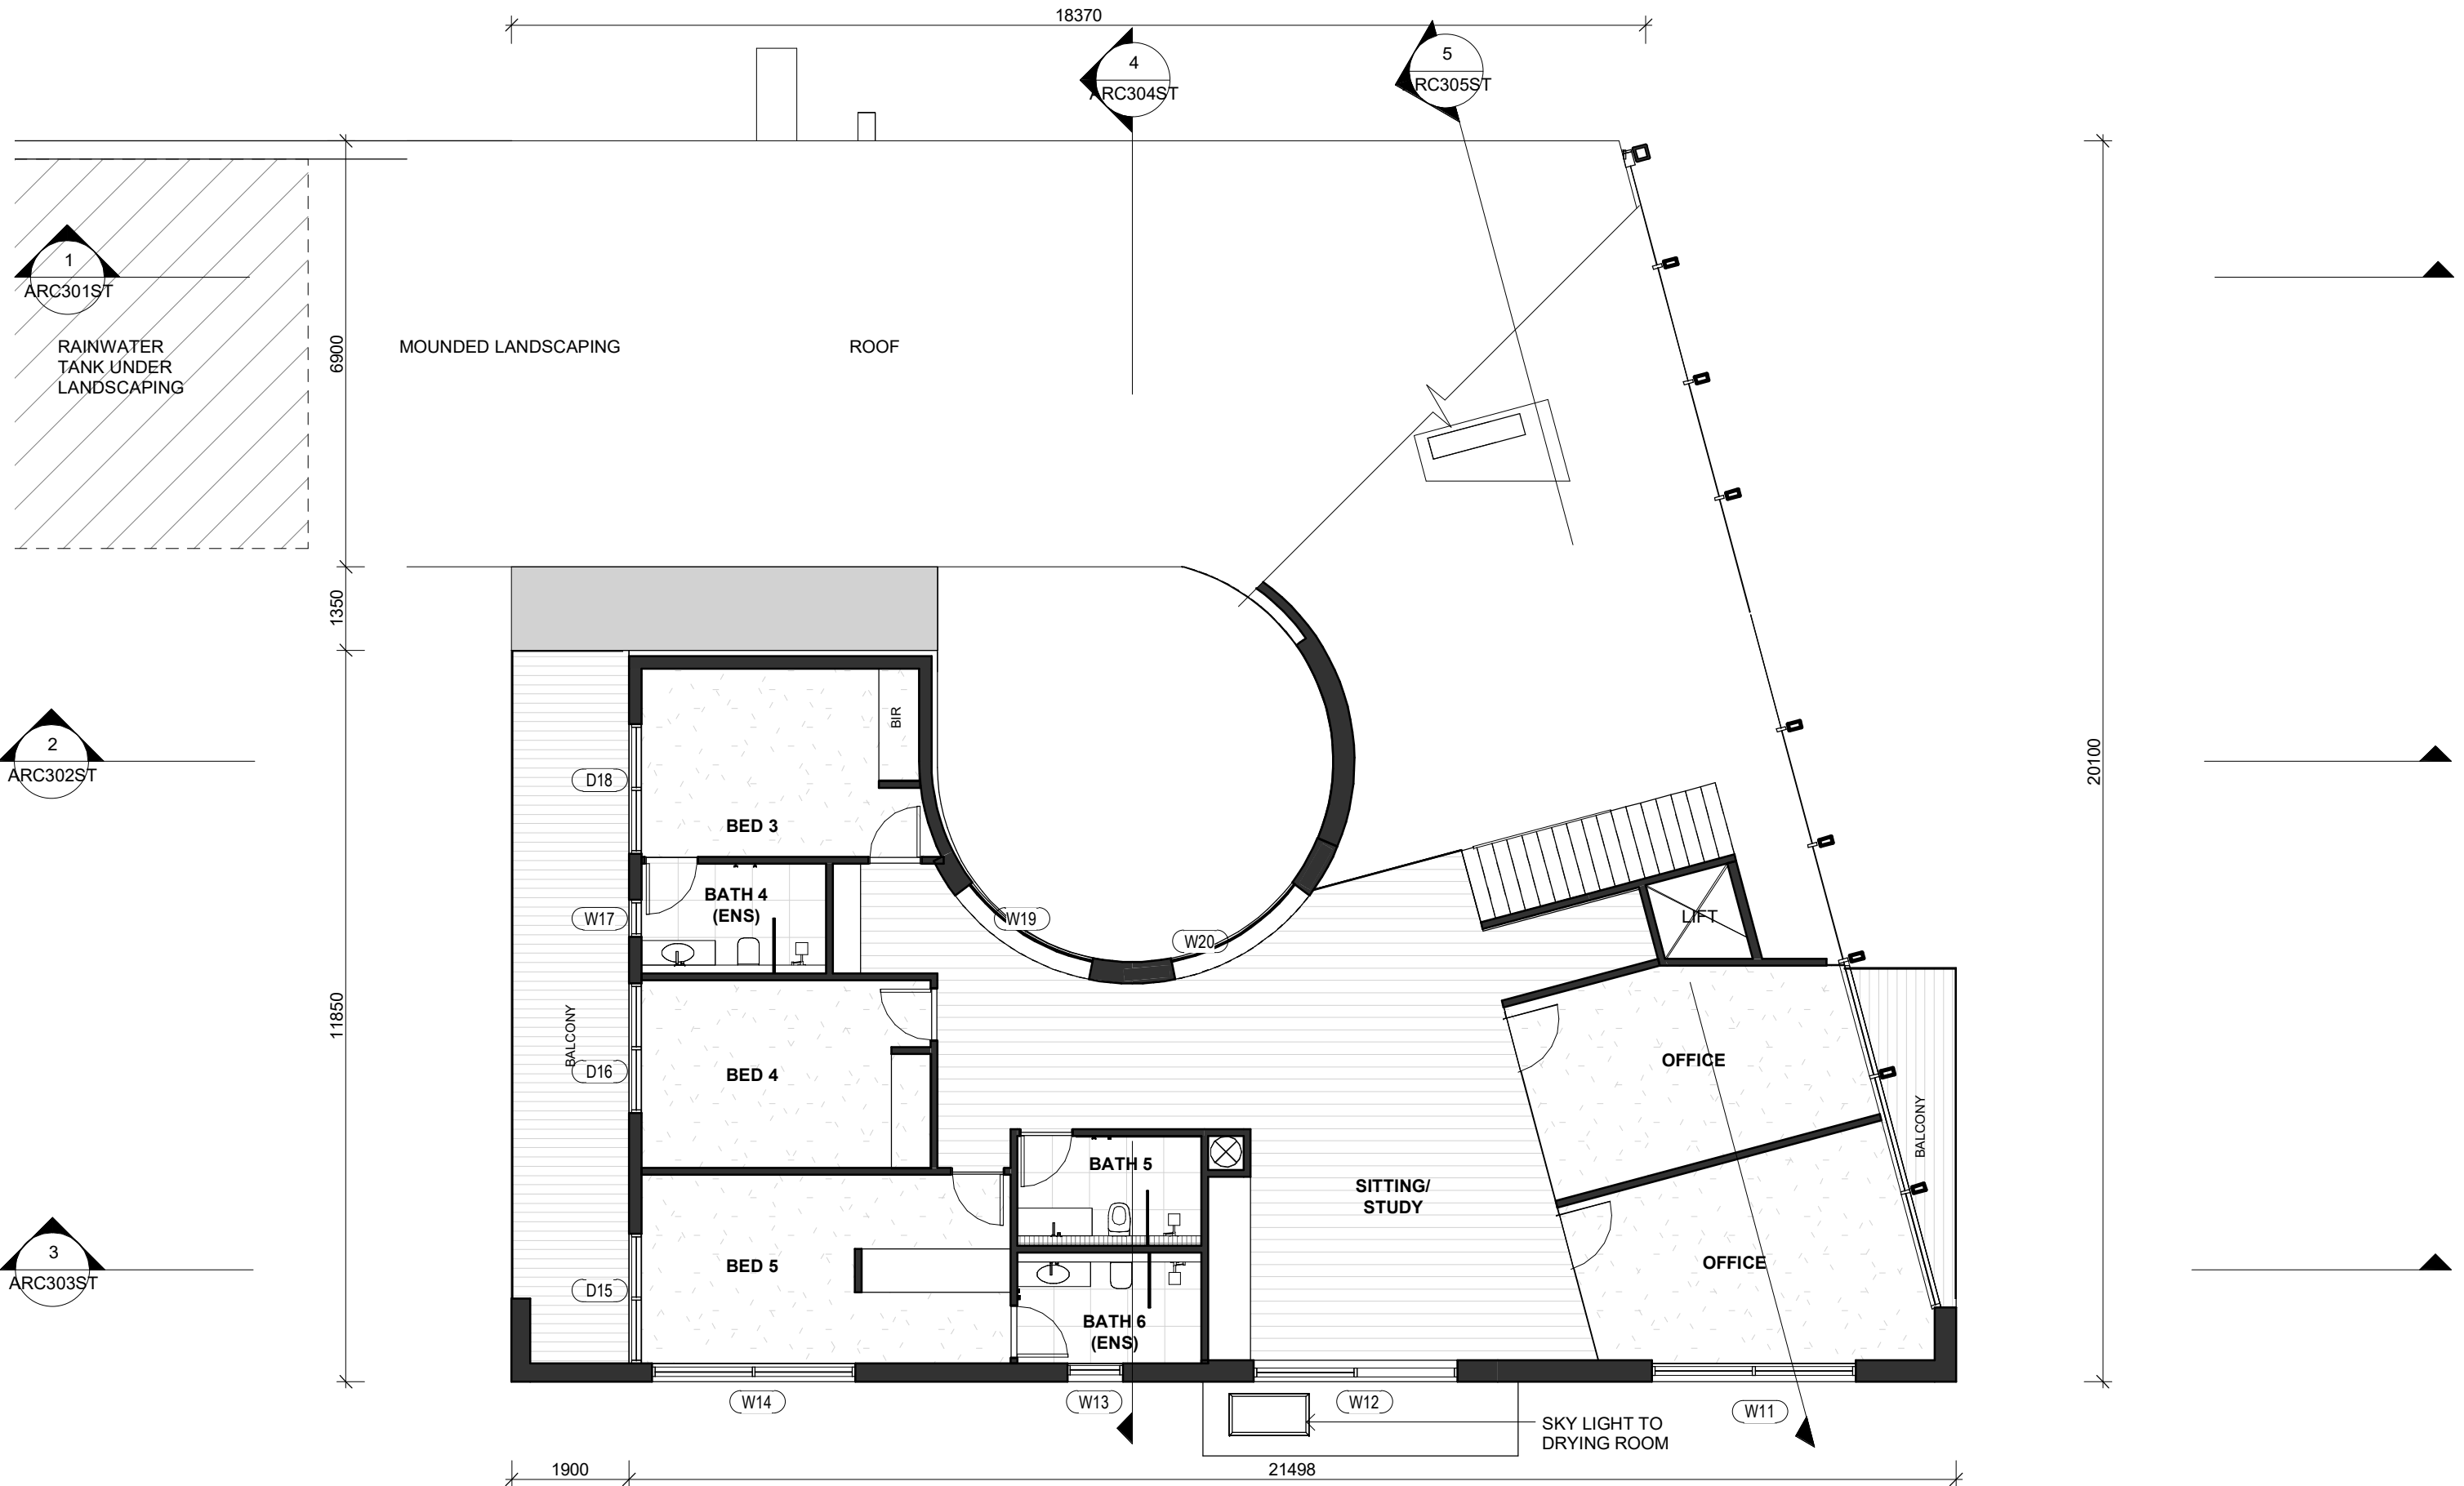 18370
4
ARC304ST
5
RC305ST
1
ARC301ST
RAINWATER
TANK UNDER
LANDSCAPING
6900
MOUNDED LANDSCAPING
ROOF
1350
2
ARC302ST
20100
BIR
D18
BED 3
BATH 4
(ENS)
W17
W19
W20
LIFT
11850
BALCONY
D16
BED 4
OFFICE
BALCONY
BATH 5
SITTING/
STUDY
3
ARC303ST
D15
BED 5
OFFICE
BATH 6
(ENS)
W14
W13
W12
W11
SKY LIGHT TO
DRYING ROOM
1900
21498